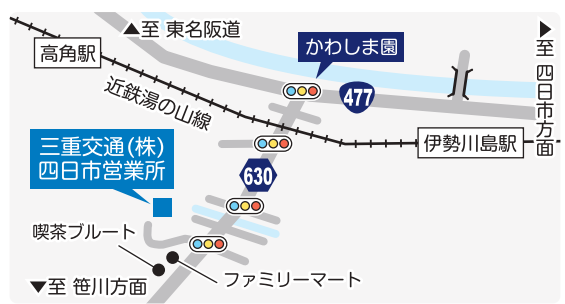 ▲至 東名阪道
高角駅
かわしま園
▲至 四日市方面
近鉄湯の山線
477
伊勢川島駅
三重交通(株)
四日市営業所
630
喫茶ブルート
ファミリーマート
▼至 笹川方面